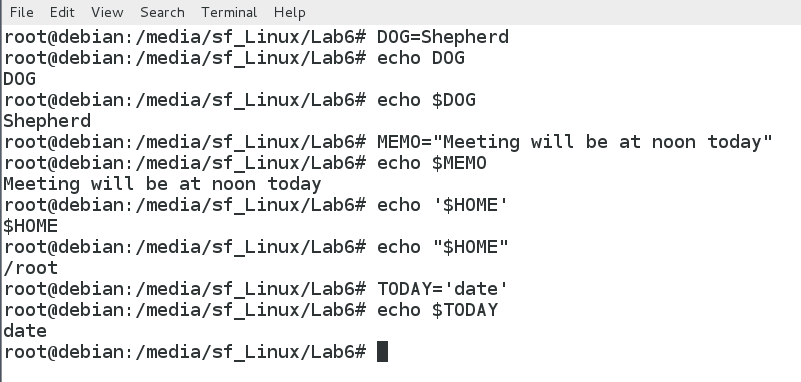 File Edit View Search Terminal Help
root@debian:/media/sf_Linux/Lab6# DOG=Shepherd
root@debian:/media/sf_Linux/Lab6# echo DOG
DOG
root@debian:/media/sf_Linux/Lab6# echo $DOG
Shepherd
root@debian:/media/sf_Linux/Lab6# MEMO="Meeting will be at noon today"
root@debian:/media/sf_Linux/Lab6# echo $MEMO
Meeting will be at noon today
root@debian:/media/sf_Linux/Lab6# echo '$HOME'
$HOME
root@debian:/media/sf_Linux/Lab6# echo "$HOME"
/root
root@debian:/media/sf_Linux/Lab6# TODAY='date'
root@debian:/media/sf_Linux/Lab6# echo $TODAY
date
root@debian:/media/sf_Linux/Lab6#